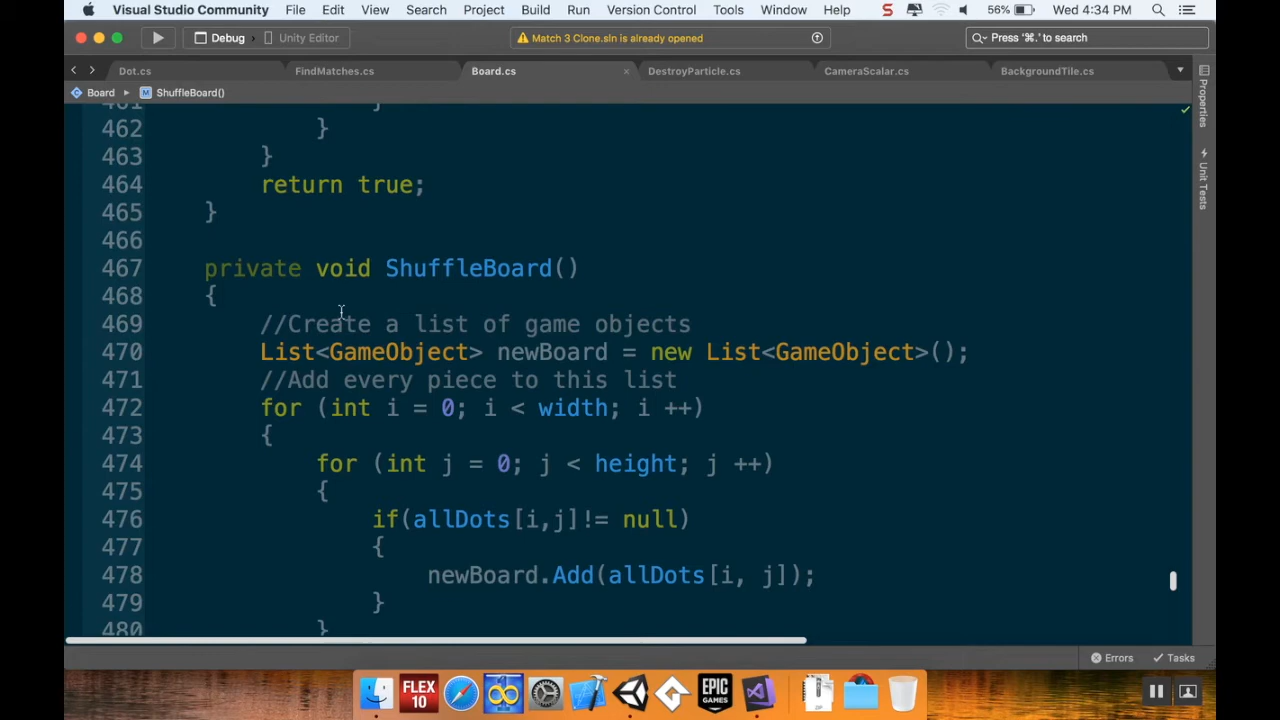 Visual Studio Community File Edit View Search Project Build Run Version Control Tools Window Help S 56% Wed 4:34 PM
Debug Unity Editor Match 3 Clone.sln is already opened Press '⌘.' to search
Dot.cs FindMatches.cs Board.cs × DestroyParticle.cs CameraScalar.cs BackgroundTile.cs
C Board ▸ M ShuffleBoard()
Properties
Unit Tests
461 }
462 }
463 }
464 return true;
465 }
466
467 private void ShuffleBoard()
468 {
469 //Create a list of game objects
470 List<GameObject> newBoard = new List<GameObject>();
471 //Add every piece to this list
472 for (int i = 0; i < width; i ++)
473 {
474 for (int j = 0; j < height; j ++)
475 {
476 if(allDots[i,j]!= null)
477 {
478 newBoard.Add(allDots[i, j]);
479 }
480 }
Errors Tasks
FLEX
10
EPIC
GAMES